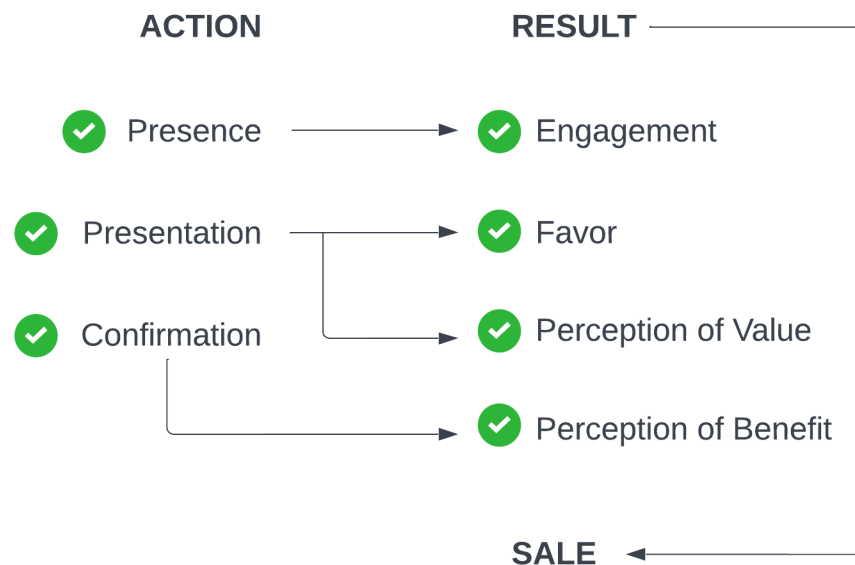 ACTION
RESULT
Presence
Engagement
Presentation
Favor
Confirmation
Perception of Value
Perception of Benefit
SALE